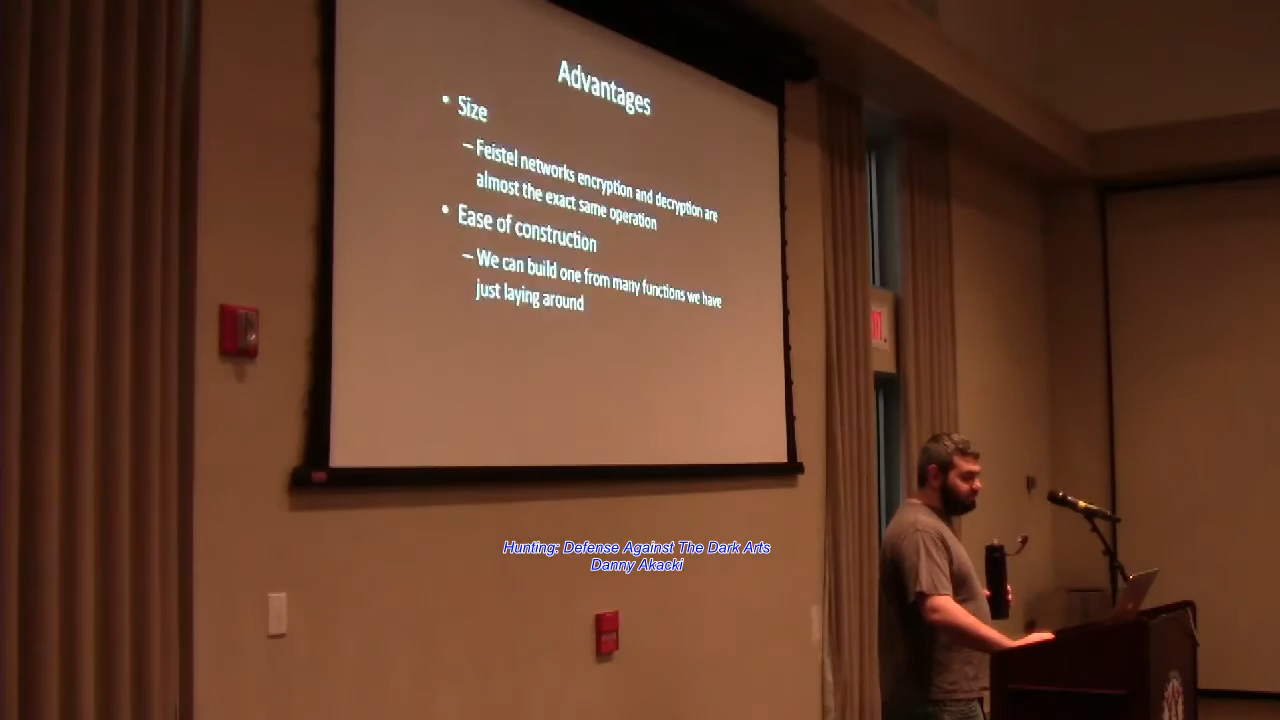 Advantages
• Size
– Feistel networks encryption and decryption are
almost the exact same operation
• Ease of construction
– We can build one from many functions we have
just laying around
Hunting: Defense Against The Dark Arts
Danny Akacki